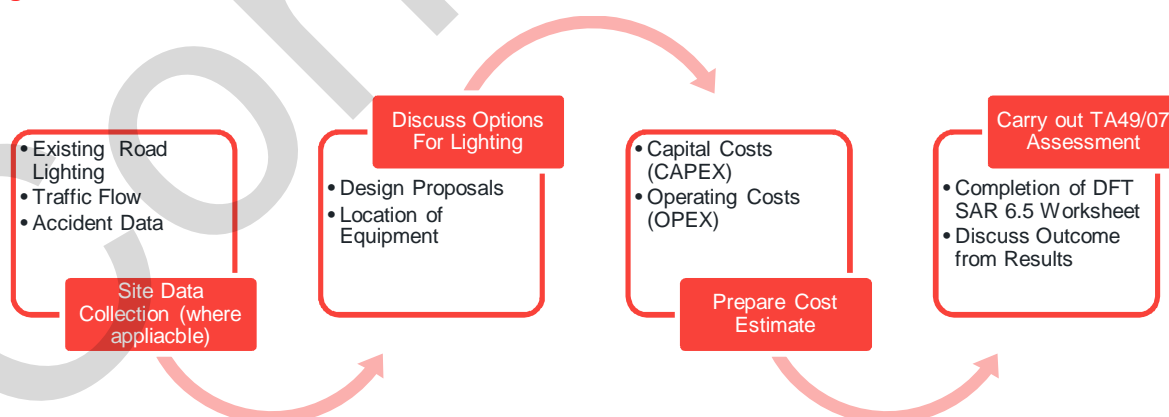 • Existing Road
Lighting
• Traffic Flow
• Accident Data
Site Data
Collection (where
appliacble)
Discuss Options
For Lighting
• Design Proposals
• Location of
Equipment
• Capital Costs
(CAPEX)
• Operating Costs
(OPEX)
Prepare Cost
Estimate
Carry out TA49/07
Assessment
• Completion of DFT
SAR 6.5 Worksheet
• Discuss Outcome
from Results